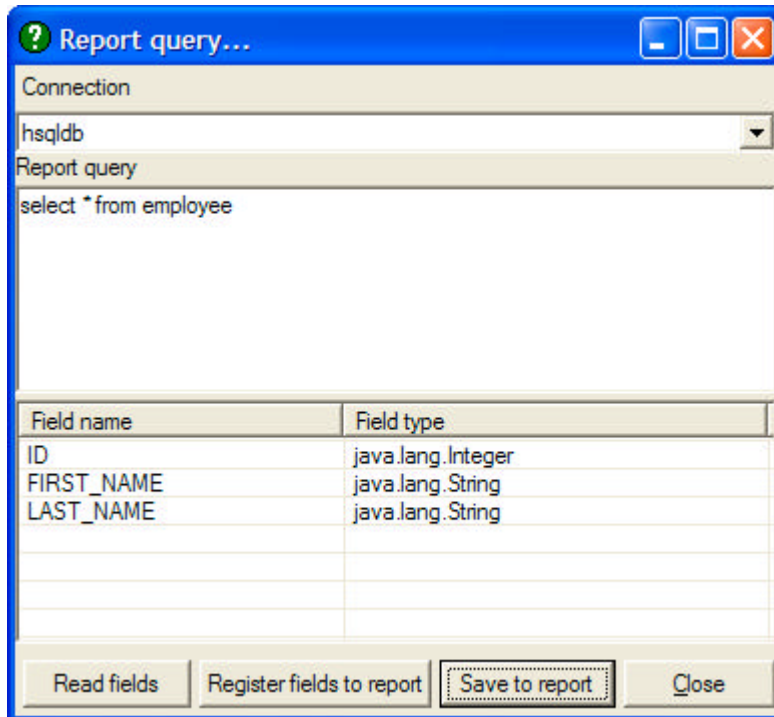 Report query...
Connection
hsqldb
Report query
select * from employee
Field name Field type
ID java.lang.Integer
FIRST_NAME java.lang.String
LAST_NAME java.lang.String
Read fields Register fields to report Save to report Close